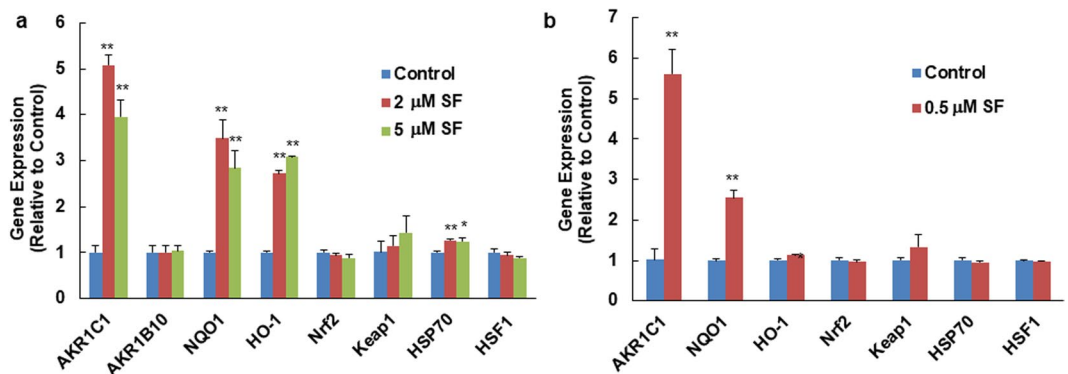 a
Gene Expression
(Relative to Control)
6
5
4
3
2
1
0
** ** ** ** ** ** ** *
Control
2 µM SF
5 µM SF
AKR1C1
AKR1B10
NQO1
HO-1
Nrf2
Keap1
HSP70
HSF1
b
Gene Expression
(Relative to Control)
7
6
5
4
3
2
1
0
** ** *
Control
0.5 µM SF
AKR1C1
NQO1
HO-1
Nrf2
Keap1
HSP70
HSF1